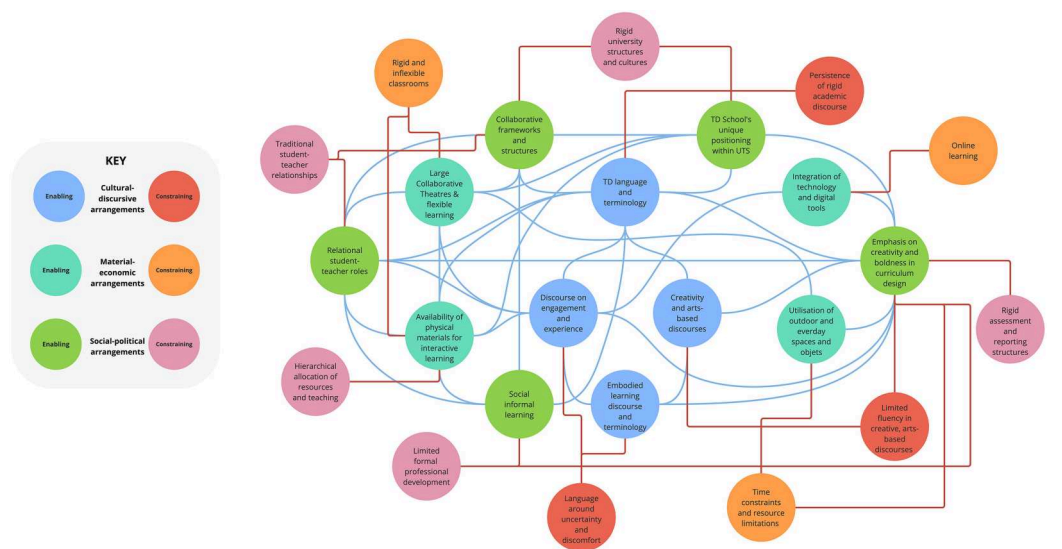 KEY
Enabling
Cultural-
discursive
arrangements
Constraining
Enabling
Material-
economic
arrangements
Constraining
Enabling
Social-political
arrangements
Constraining
Rigid
university
structures
and cultures
Rigid and
inflexible
classrooms
Persistence
of rigid
academic
discourse
Collaborative
frameworks
and
structures
TD School's
unique
positioning
within UTS
Online
learning
Traditional
student-
teacher
relationships
Large
Collaborative
Theatres &
flexible
learning
TD language
and
terminology
Integration of
technology
and digital
tools
Relational
student-
teacher roles
Emphasis on
creativity and
boldness in
curriculum
design
Availability of
physical
materials for
interactive
learning
Discourse on
engagement
and
experience
Creativity
and arts-
based
discourses
Utilisation of
outdoor and
everday
spaces and
objets
Rigid
assessment
and
reporting
structures
Hierarchical
allocation of
resources
and teaching
Social
informal
learning
Embodied
learning
discourse
and
terminology
Limited
fluency in
creative, arts-
based
discourses
Limited
formal
professional
development
Language
around
uncertainty
and
discomfort
Time
constraints
and resource
limitations